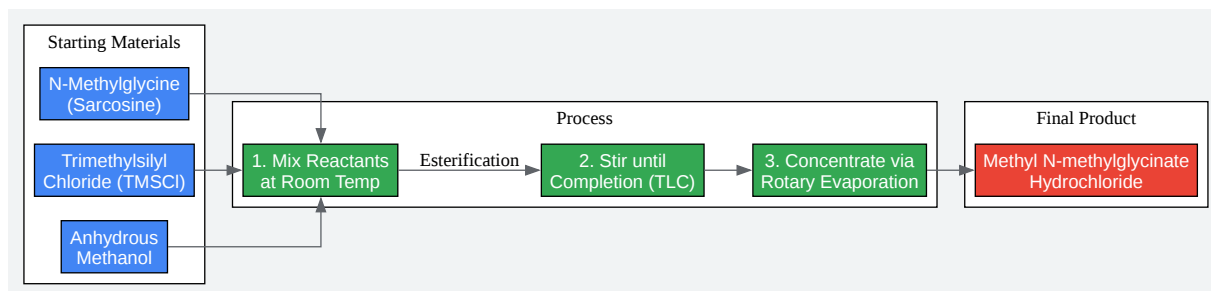 Starting Materials
N-Methylglycine
(Sarcosine)
Trimethylsilyl
Chloride (TMSCl)
Anhydrous
Methanol
Process
1. Mix Reactants
at Room Temp
Esterification
2. Stir until
Completion (TLC)
3. Concentrate via
Rotary Evaporation
Final Product
Methyl N-methylglycinate
Hydrochloride